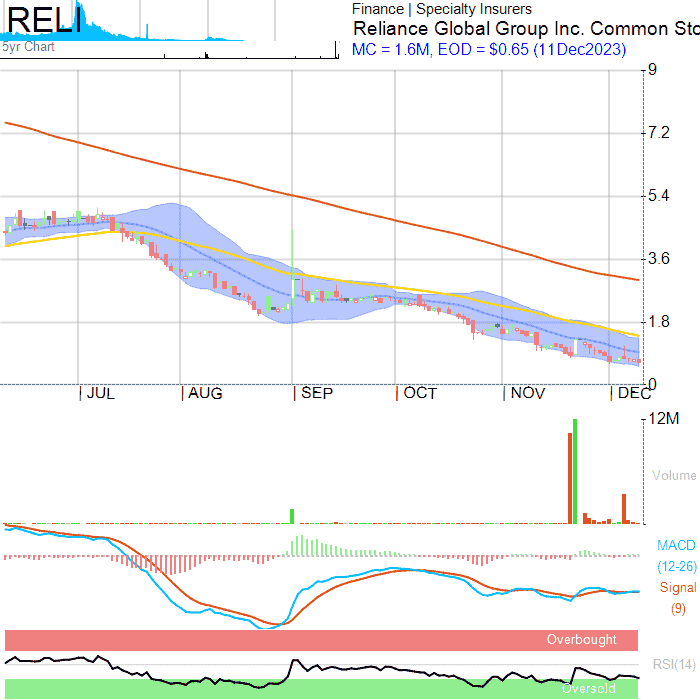 RELI
5yr Chart
Finance | Specialty Insurers
Reliance Global Group Inc. Common Sto
MC = 1.6M, EOD = $0.65 (11Dec2023)
9
7.2
5.4
3.6
1.8
0
JUL AUG SEP OCT NOV DEC
12M
Volume
MACD
(12-26)
Signal
(9)
Overbought
RSI(14)
Oversold